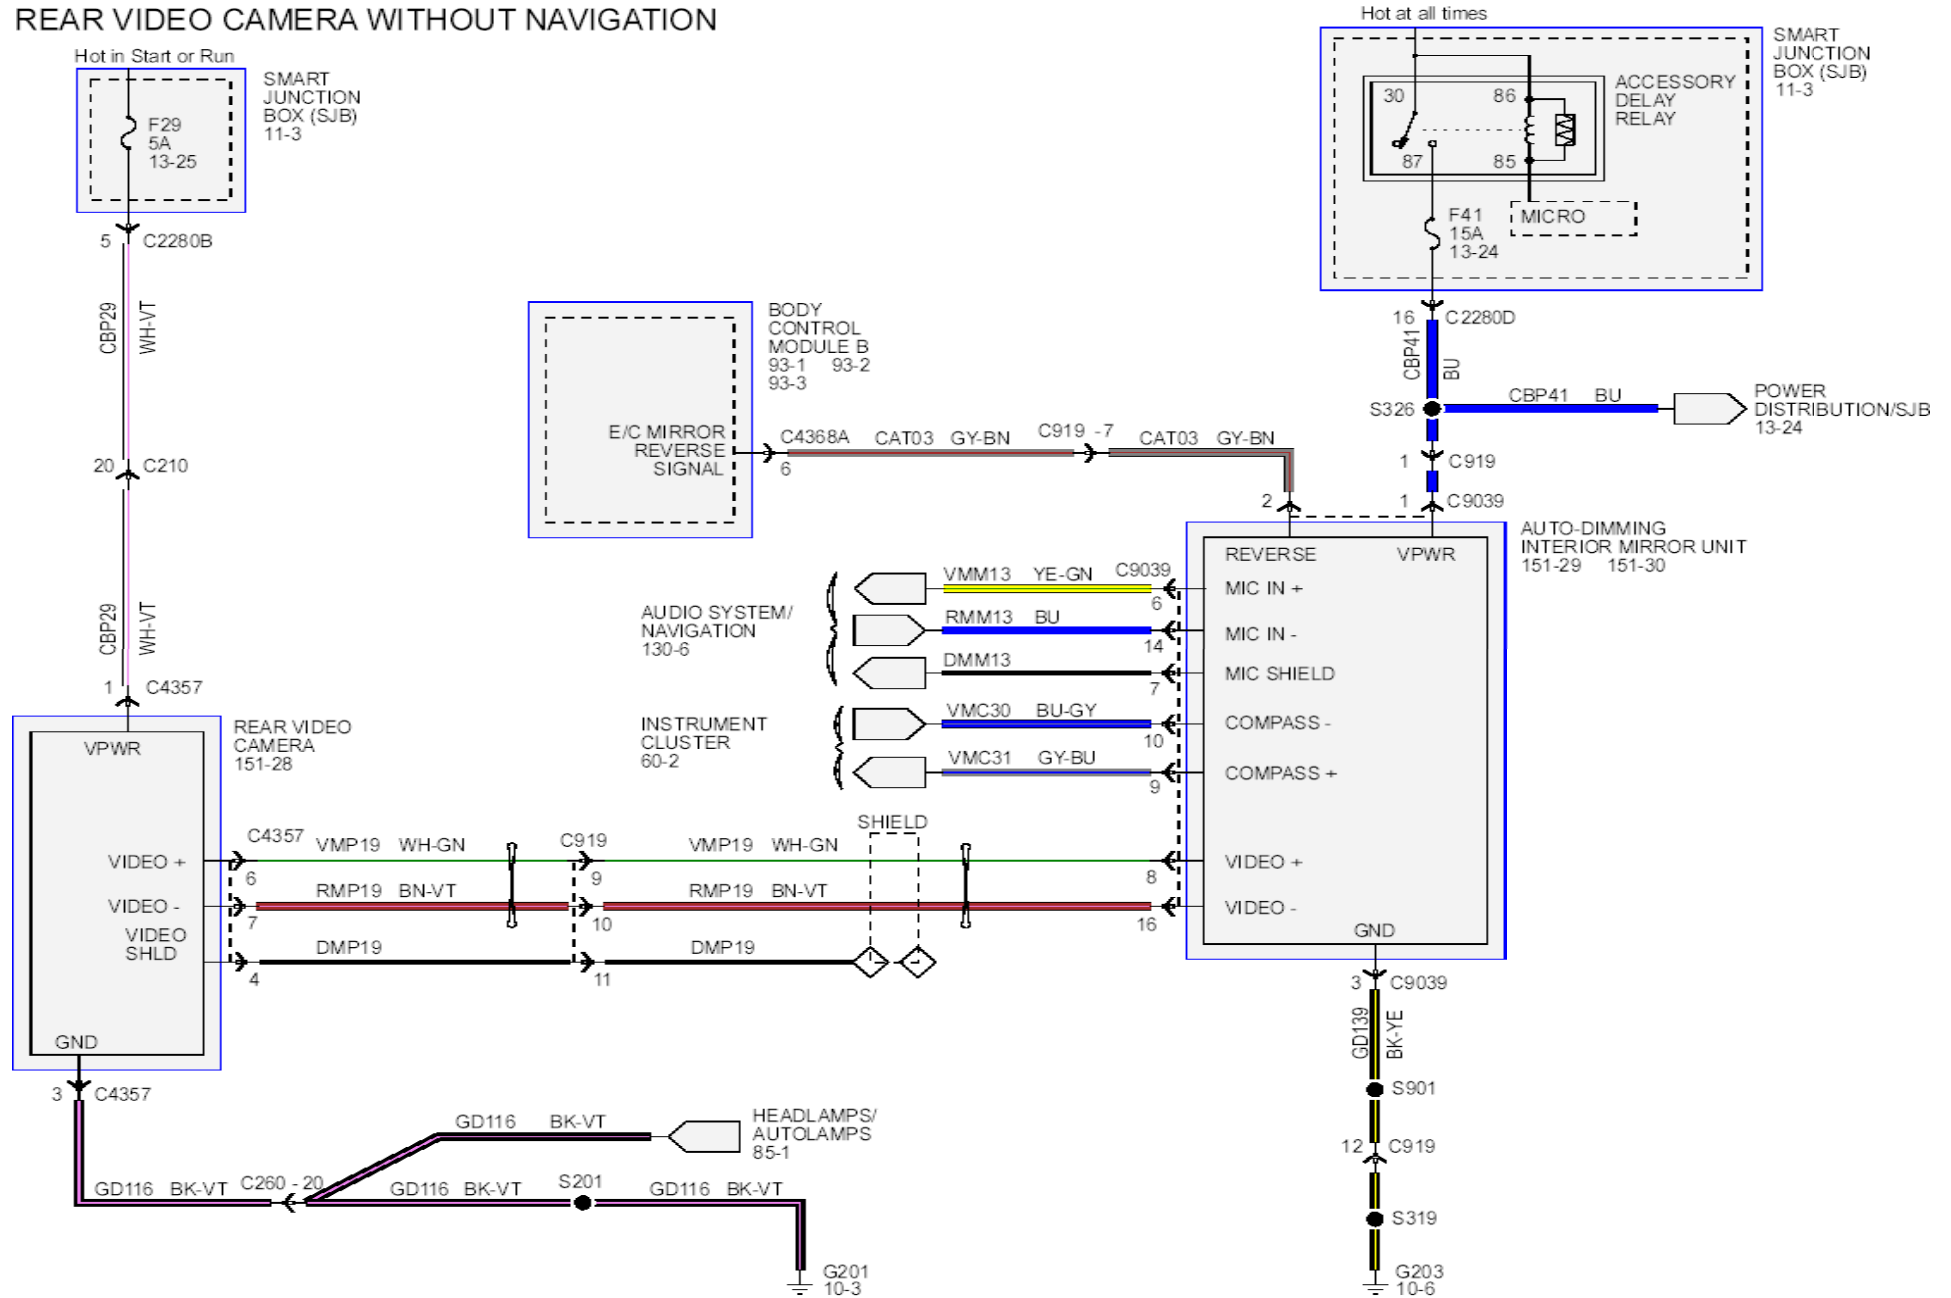 REAR VIDEO CAMERA WITHOUT NAVIGATION
Hot in Start or Run
SMART
JUNCTION
BOX (SJB)
11-3
F29
5A
13-25
5 C2280B
CBP29
WH-VT
20 C210
CBP29
WH-VT
1 C4357
VPWR
REAR VIDEO
CAMERA
151-28
VIDEO +
VIDEO -
VIDEO
SHLD
GND
C4357
6
7
4
VMP19 WH-GN
RMP19 BN-VT
DMP19
C919
9
10
11
VMP19 WH-GN
RMP19 BN-VT
DMP19
SHIELD
8
16
3 C4357
GD116 BK-VT
C260 - 20
GD116 BK-VT
HEADLAMPS/
AUTOLAMPS
85-1
GD116 BK-VT
S201
GD116 BK-VT
G201
10-3
BODY
CONTROL
MODULE B
93-1 93-2
93-3
E/C MIRROR
REVERSE
SIGNAL
C4368A
6
CAT03 GY-BN
C919 -7
CAT03 GY-BN
2
Hot at all times
SMART
JUNCTION
BOX (SJB)
11-3
ACCESSORY
DELAY
RELAY
30
86
87
85
MICRO
F41
15A
13-24
16 C2280D
CBP41
BU
S326
CBP41 BU
POWER
DISTRIBUTION/SJB
13-24
1 C919
1 C9039
AUTO-DIMMING
INTERIOR MIRROR UNIT
151-29 151-30
REVERSE
VPWR
MIC IN +
MIC IN -
MIC SHIELD
COMPASS -
COMPASS +
VIDEO +
VIDEO -
GND
AUDIO SYSTEM/
NAVIGATION
130-6
VMM13 YE-GN C9039
6
RMM13 BU
14
DMM13
7
INSTRUMENT
CLUSTER
60-2
VMC30 BU-GY
10
VMC31 GY-BU
9
3 C9039
GD139
BK-YE
S901
12 C919
S319
G203
10-6